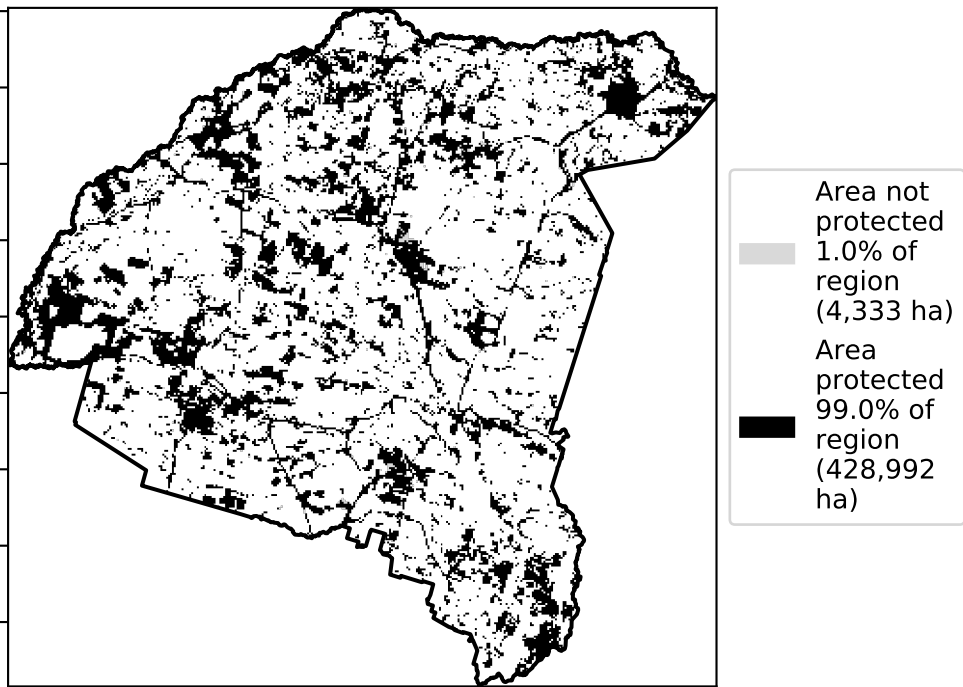 Area not
protected
1.0% of
region
(4,333 ha)
Area
protected
99.0% of
region
(428,992
ha)